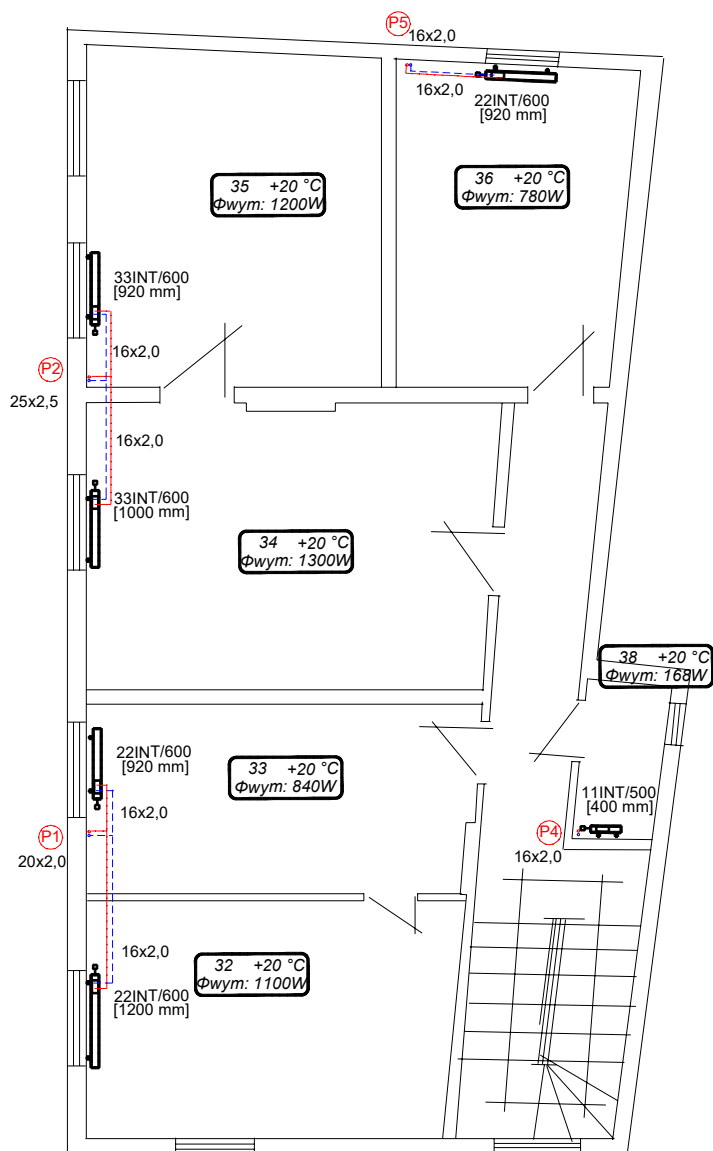 P5
16x2,0
16x2,0
22INT/600
[920 mm]
35 +20 °C
Φwym: 1200W
36 +20 °C
Φwym: 780W
33INT/600
[920 mm]
16x2,0
P2
25x2,5
16x2,0
33INT/600
[1000 mm]
34 +20 °C
Φwym: 1300W
38 +20 °C
Φwym: 168W
22INT/600
[920 mm]
33 +20 °C
Φwym: 840W
16x2,0
11INT/500
[400 mm]
P1
20x2,0
P4
16x2,0
16x2,0
32 +20 °C
Φwym: 1100W
22INT/600
[1200 mm]